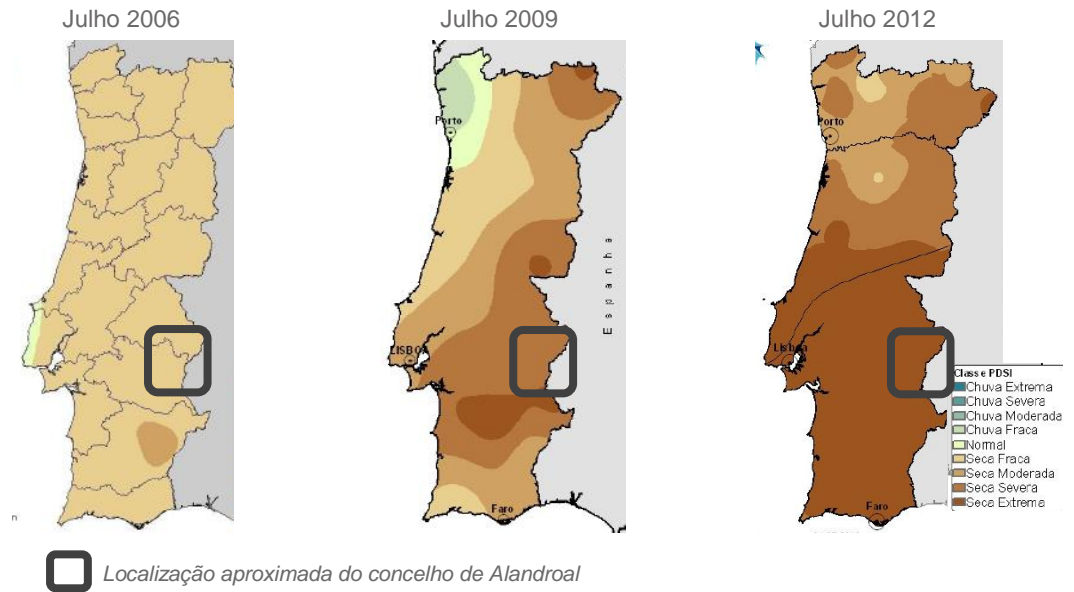 Julho 2006
Julho 2009
Julho 2012
Porto
LISBOA
Faro
Espanha
Porto
Lisboa
Faro
Classe PDSI
Chuva Extrema
Chuva Severa
Chuva Moderada
Chuva Fraca
Normal
Seca Fraca
Seca Moderada
Seca Severa
Seca Extrema
Localização aproximada do concelho de Alandroal